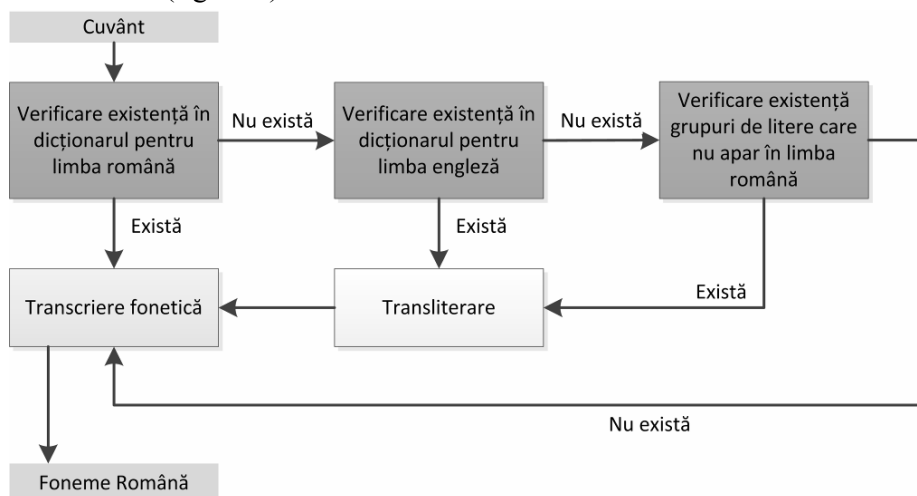 Cuvânt
Verificare existență în
dicționarul pentru
limba română
Nu există
Verificare existență în
dicționarul pentru
limba engleză
Nu există
Verificare existență
grupuri de litere care
nu apar în limba
română
Există
Există
Există
Transcriere fonetică
Transliterare
Nu există
Foneme Română